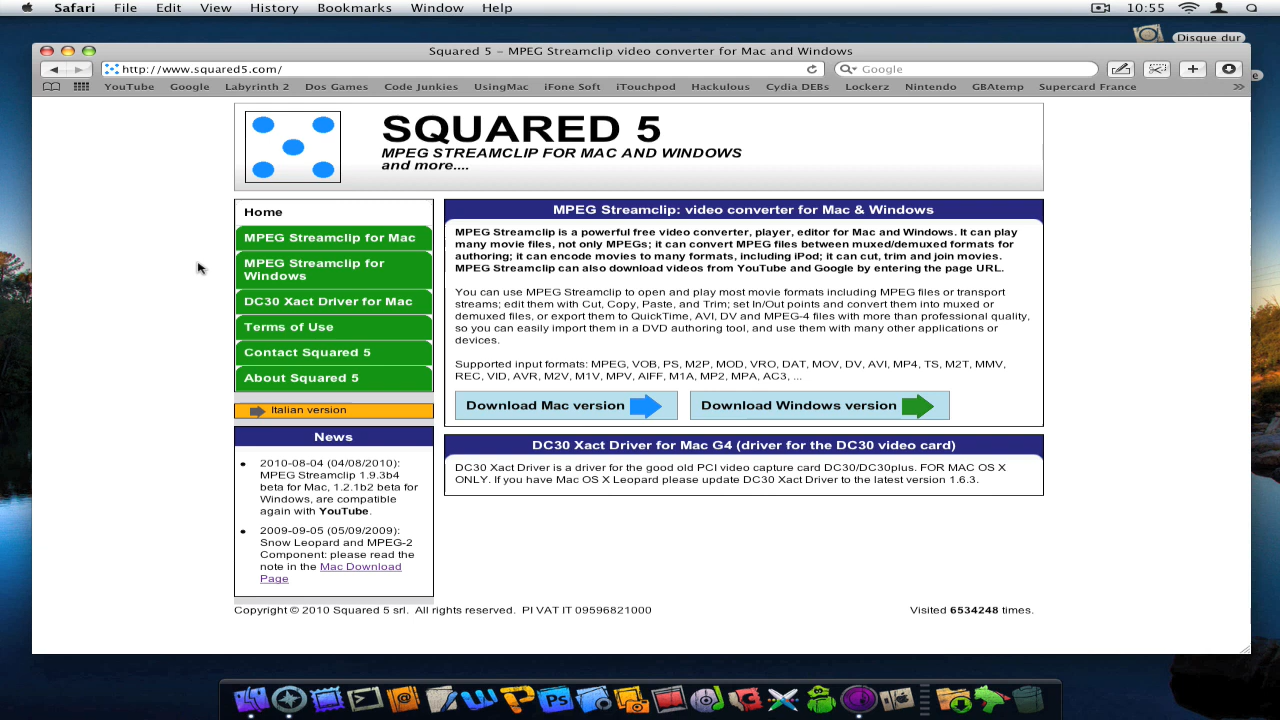 Safari File Edit View History Bookmarks Window Help 10:55
Disque dur
Squared 5 – MPEG Streamclip video converter for Mac and Windows
http://www.squared5.com/ Google
YouTube Google Labyrinth 2 Dos Games Code Junkies UsingMac iFone Soft iTouchpod Hackulous Cydia DEBs Lockerz Nintendo GBAtemp Supercard France
SQUARED 5
MPEG STREAMCLIP FOR MAC AND WINDOWS
and more....
Home
MPEG Streamclip for Mac
MPEG Streamclip for
Windows
DC30 Xact Driver for Mac
Terms of Use
Contact Squared 5
About Squared 5
Italian version
News
2010-08-04 (04/08/2010):
MPEG Streamclip 1.9.3b4
beta for Mac, 1.2.1b2 beta for
Windows, are compatible
again with YouTube.
2009-09-05 (05/09/2009):
Snow Leopard and MPEG-2
Component: please read the
note in the Mac Download
Page
MPEG Streamclip: video converter for Mac & Windows
MPEG Streamclip is a powerful free video converter, player, editor for Mac and Windows. It can play
many movie files, not only MPEGs; it can convert MPEG files between muxed/demuxed formats for
authoring; it can encode movies to many formats, including iPod; it can cut, trim and join movies.
MPEG Streamclip can also download videos from YouTube and Google by entering the page URL.
You can use MPEG Streamclip to open and play most movie formats including MPEG files or transport
streams; edit them with Cut, Copy, Paste, and Trim; set In/Out points and convert them into muxed or
demuxed files, or export them to QuickTime, AVI, DV and MPEG-4 files with more than professional quality,
so you can easily import them in a DVD authoring tool, and use them with many other applications or
devices.
Supported input formats: MPEG, VOB, PS, M2P, MOD, VRO, DAT, MOV, DV, AVI, MP4, TS, M2T, MMV,
REC, VID, AVR, M2V, M1V, MPV, AIFF, M1A, MP2, MPA, AC3, ...
Download Mac version Download Windows version
DC30 Xact Driver for Mac G4 (driver for the DC30 video card)
DC30 Xact Driver is a driver for the good old PCI video capture card DC30/DC30plus. FOR MAC OS X
ONLY. If you have Mac OS X Leopard please update DC30 Xact Driver to the latest version 1.6.3.
Copyright © 2010 Squared 5 srl. All rights reserved. PI VAT IT 09596821000 Visited 6534248 times.